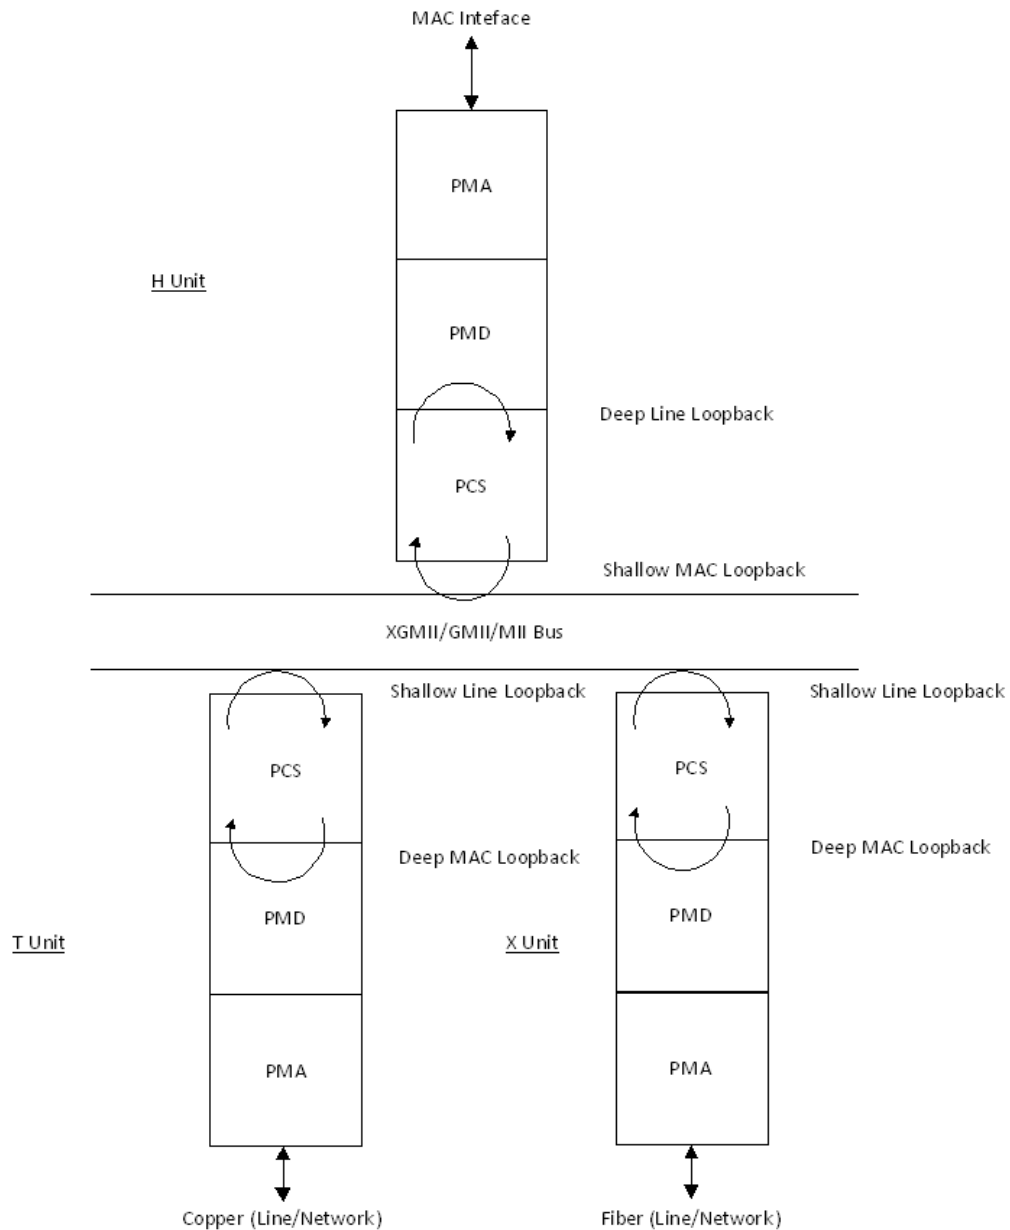 MAC Inteface
PMA
H Unit
PMD
Deep Line Loopback
PCS
Shallow MAC Loopback
XGMII/GMII/MII Bus
Shallow Line Loopback
Shallow Line Loopback
PCS
PCS
Deep MAC Loopback
Deep MAC Loopback
PMD
PMD
T Unit
X Unit
PMA
PMA
Copper (Line/Network)
Fiber (Line/Network)